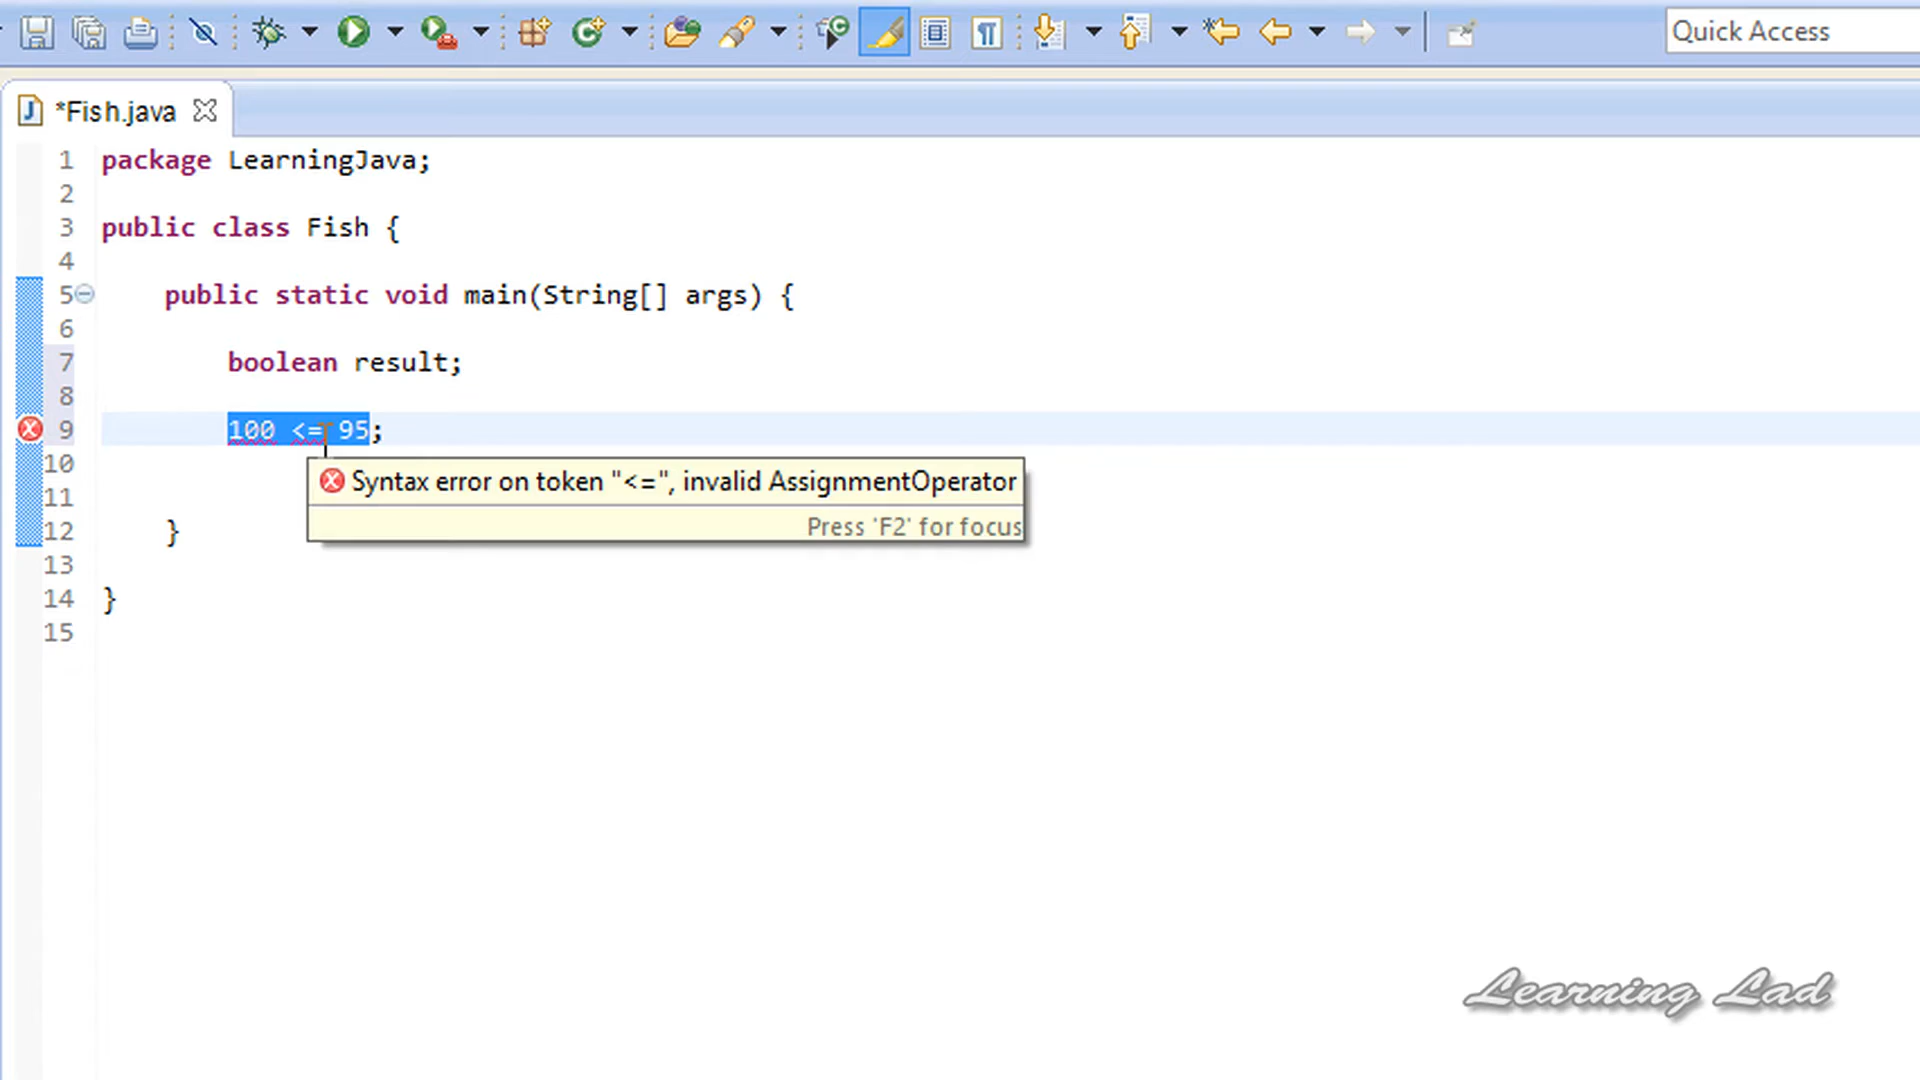 Quick Access
*Fish.java
1 package LearningJava;
2
3 public class Fish {
4
5 public static void main(String[] args) {
6
7 boolean result;
8
9 100 <= 95;
10
Syntax error on token "<=", invalid AssignmentOperator
11
Press 'F2' for focus
12 }
13
14 }
15
Learning Lad